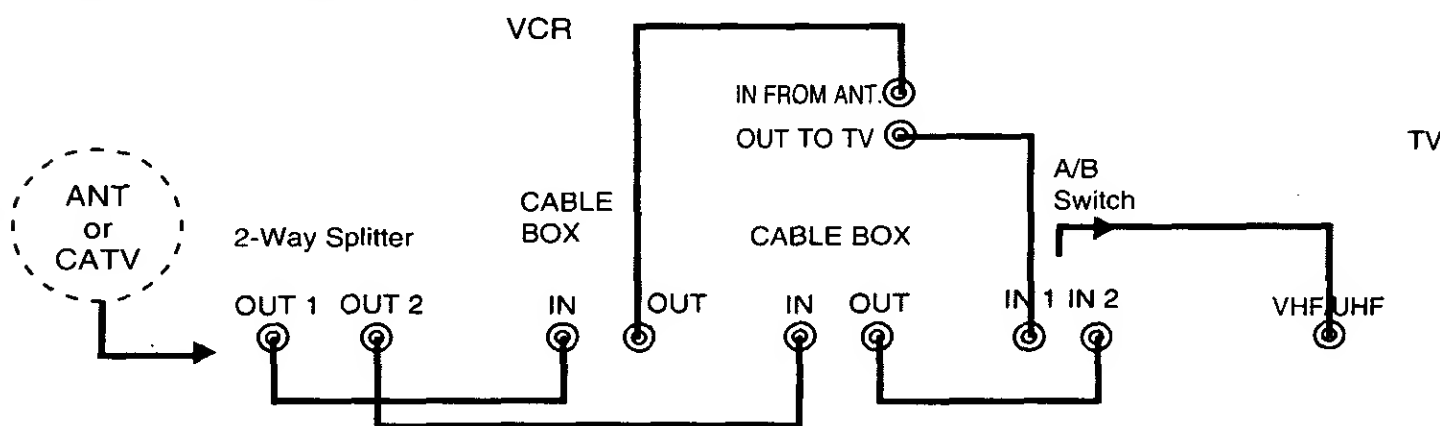 VCR
IN FROM ANT.
OUT TO TV
TV
A/B
Switch
ANT
or
CATV
2-Way Splitter
CABLE
BOX
CABLE BOX
OUT 1
OUT 2
IN
OUT
IN
OUT
IN 1
IN 2
VHF/UHF